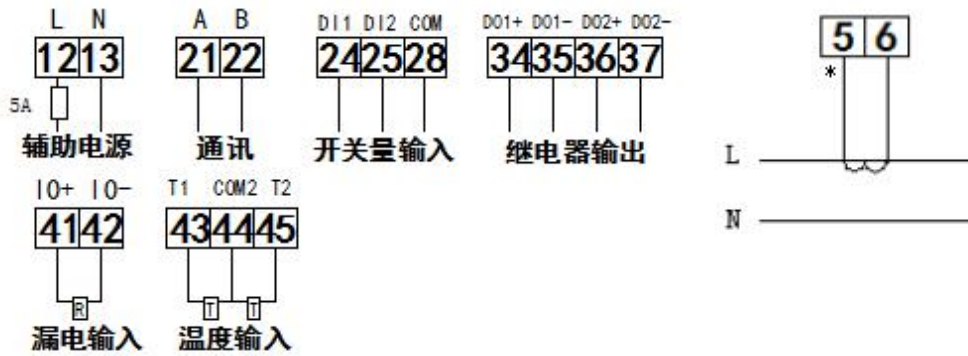 L N
12 13
5A
辅助电源
A B
21 22
通讯
DI1 DI2 COM
24 25 28
开关量输入
DO1+ DO1- DO2+ DO2-
34 35 36 37
继电器输出
5 6
*
L
N
I0+ I0-
41 42
R
漏电输入
T1 COM2 T2
43 44 45
T T
温度输入